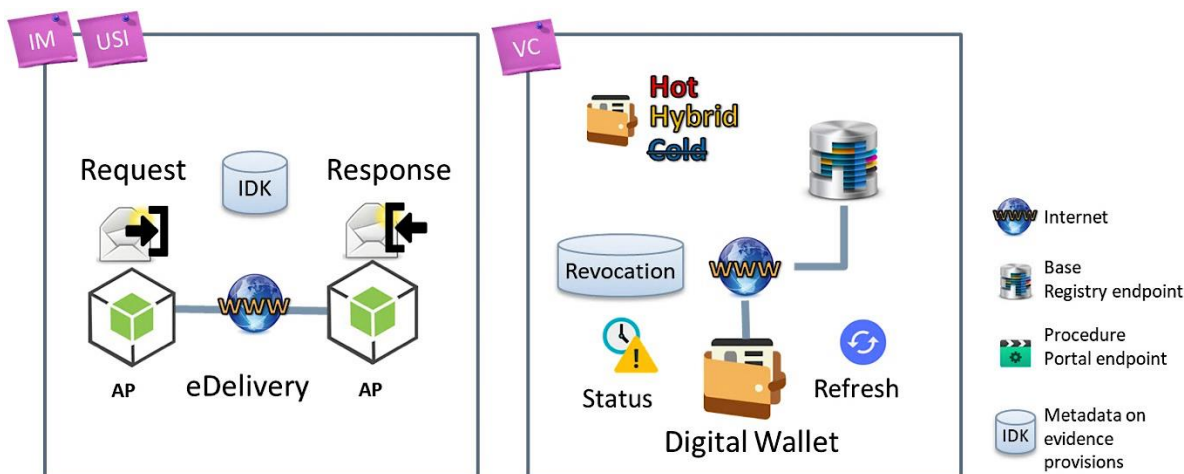 IM
USI
Request
IDK
Response
www
AP
eDelivery
AP
VC
Hot
Hybrid
Cold
Revocation
www
Status
Refresh
Digital Wallet
www
Internet
Base
Registry endpoint
Procedure
Portal endpoint
IDK
Metadata on
evidence
provisions